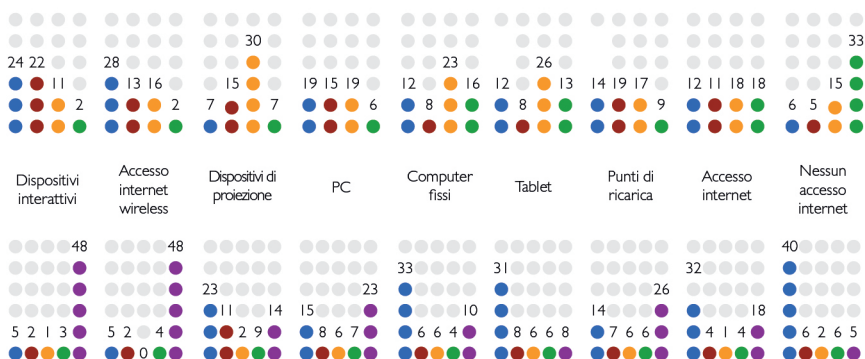 24 22 11 2
28 13 16 2
7 15 30 7
19 15 19 6
12 8 23 16
12 8 26 13
14 19 17 9
12 11 18 18
6 5 15 33
Dispositivi
interattivi
Accesso
internet
wireless
Dispositivi di
proiezione
PC
Computer
fissi
Tablet
Punti di
ricarica
Accesso
internet
Nessun
accesso
internet
5 2 1 3 48
5 2 0 4 48
23 11 2 9 14
15 8 6 7 23
33 6 6 4 10
31 8 6 6 8
14 7 6 6 26
32 4 1 4 18
40 6 2 6 5